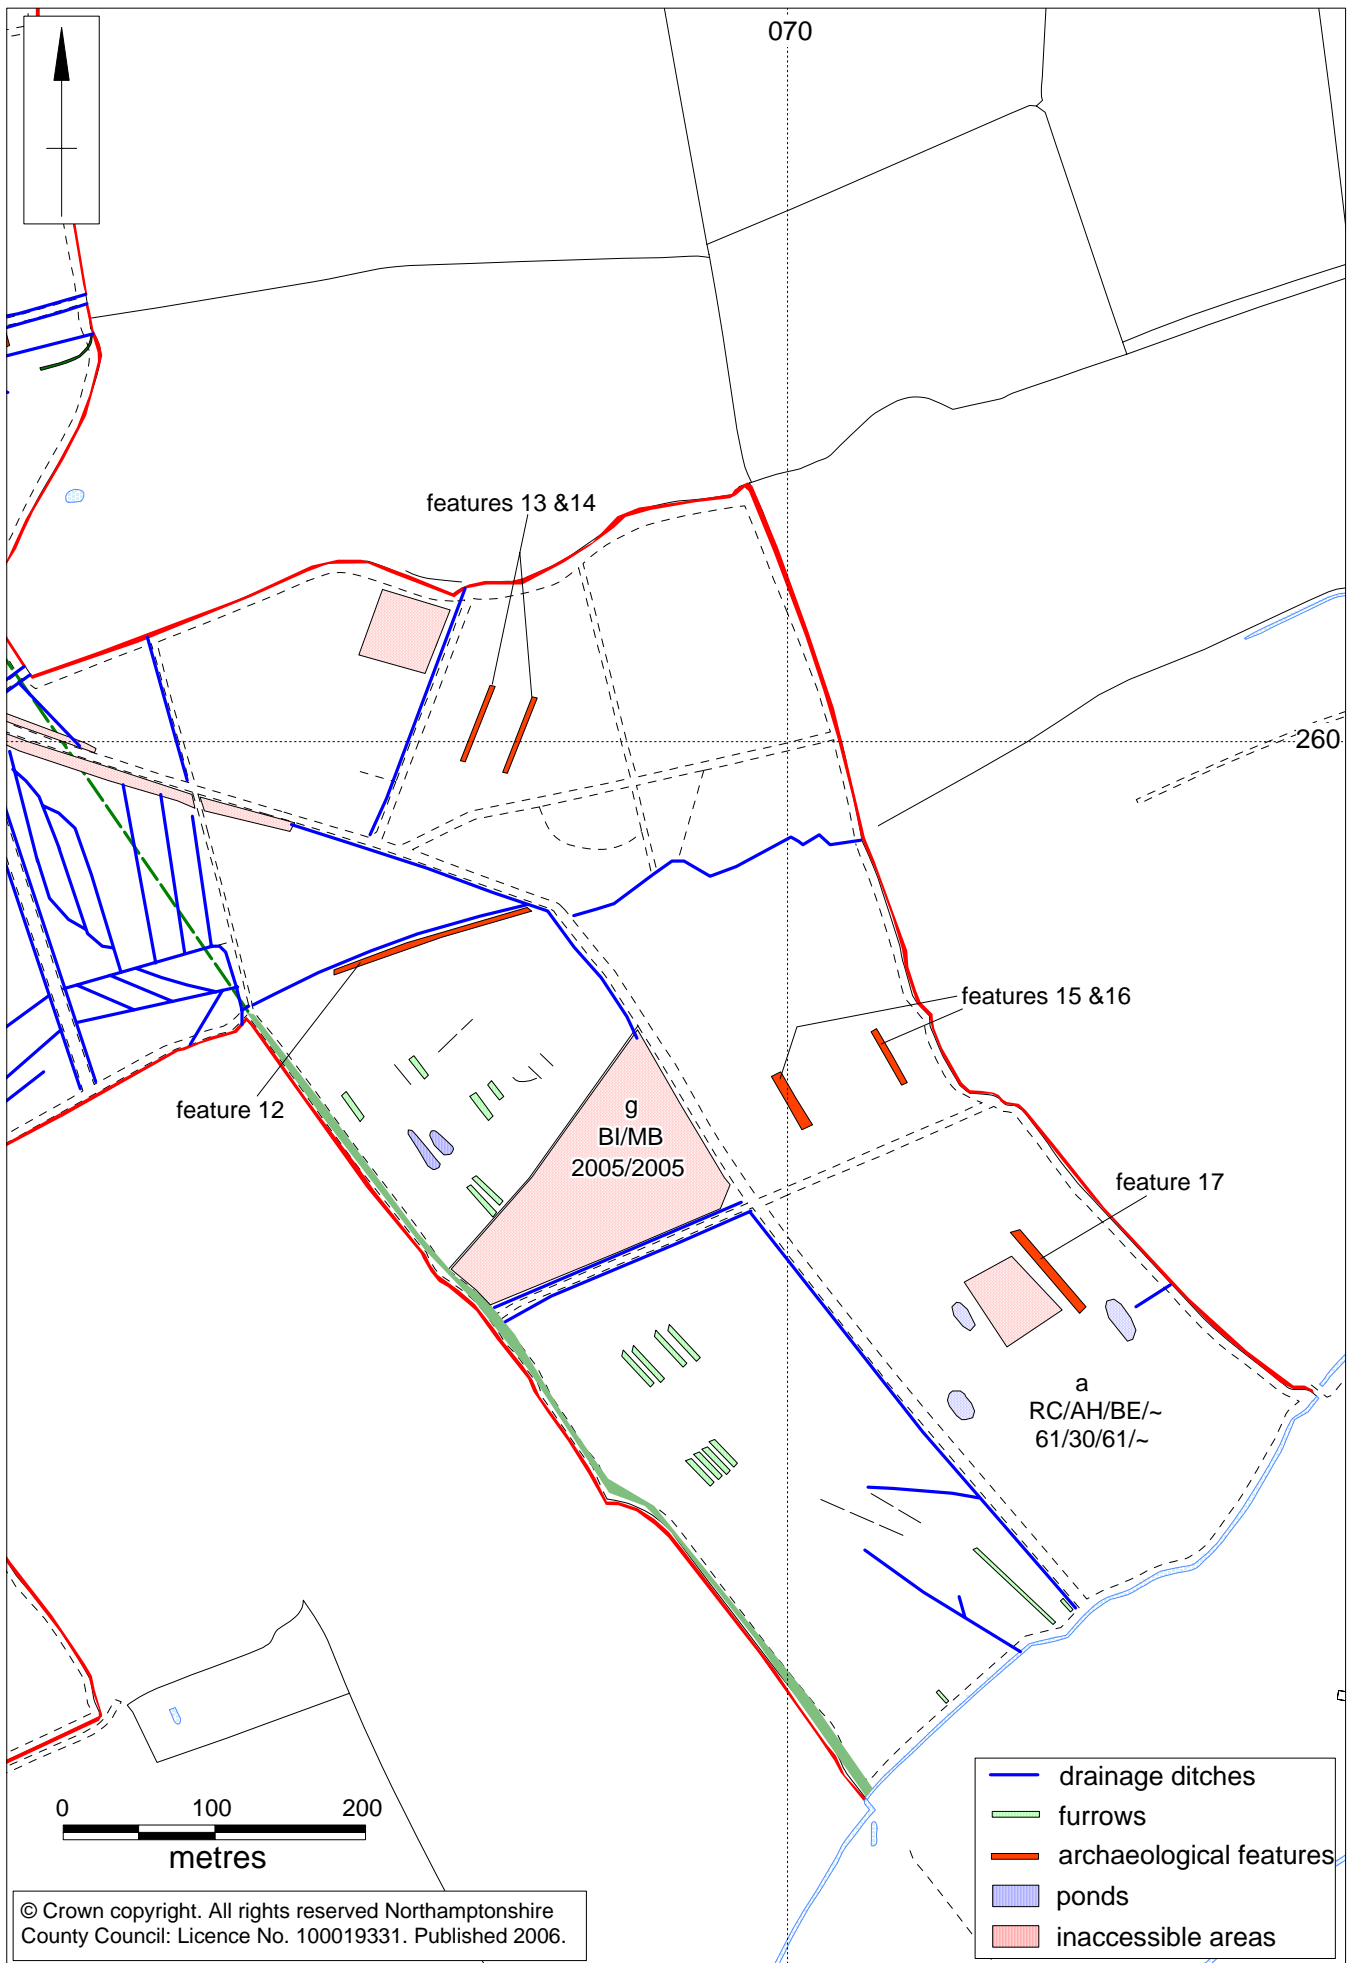 070
features 13 &14
260
features 15 &16
feature 12
g
BI/MB
2005/2005
feature 17
a
RC/AH/BE/~
61/30/61/~
0 100 200
metres
drainage ditches
furrows
archaeological features
ponds
inaccessible areas
© Crown copyright. All rights reserved Northamptonshire
County Council: Licence No. 100019331. Published 2006.